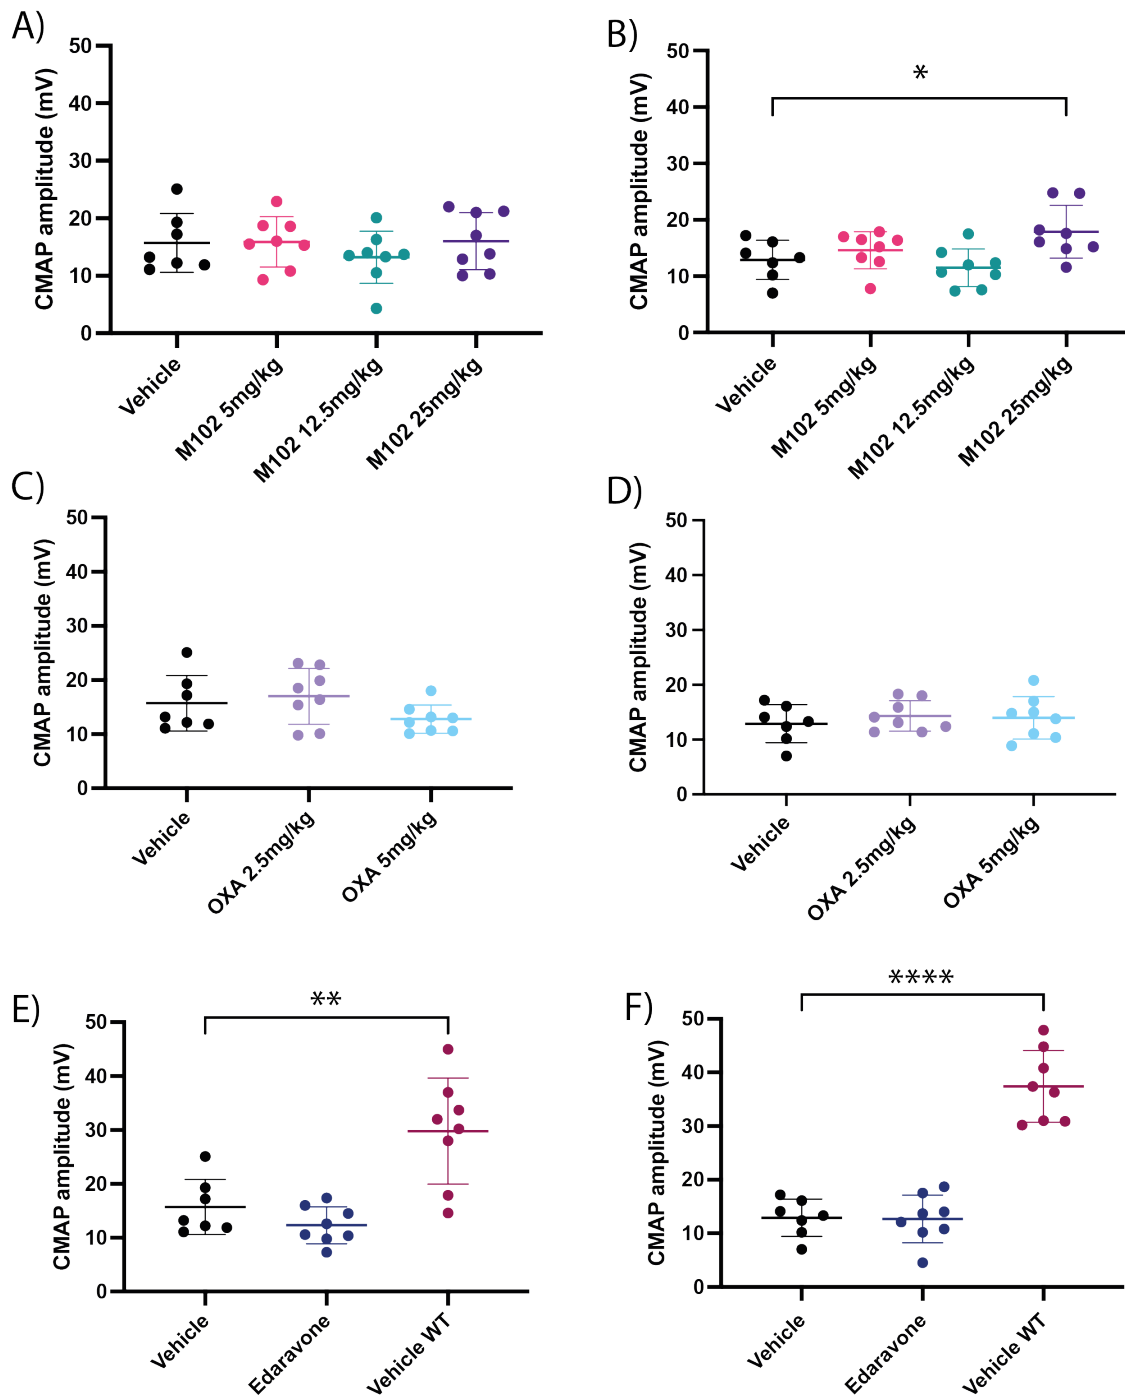 A)
CMAP amplitude (mV)
50
40
30
20
10
0
Vehicle
M102 5mg/kg
M102 12.5mg/kg
M102 25mg/kg
B)
*
CMAP amplitude (mV)
50
40
30
20
10
0
Vehicle
M102 5mg/kg
M102 12.5mg/kg
M102 25mg/kg
C)
CMAP amplitude (mV)
50
40
30
20
10
0
Vehicle
OXA 2.5mg/kg
OXA 5mg/kg
D)
CMAP amplitude (mV)
50
40
30
20
10
0
Vehicle
OXA 2.5mg/kg
OXA 5mg/kg
E)
**
CMAP amplitude (mV)
50
40
30
20
10
0
Vehicle
Edaravone
Vehicle WT
F)
****
CMAP amplitude (mV)
50
40
30
20
10
0
Vehicle
Edaravone
Vehicle WT